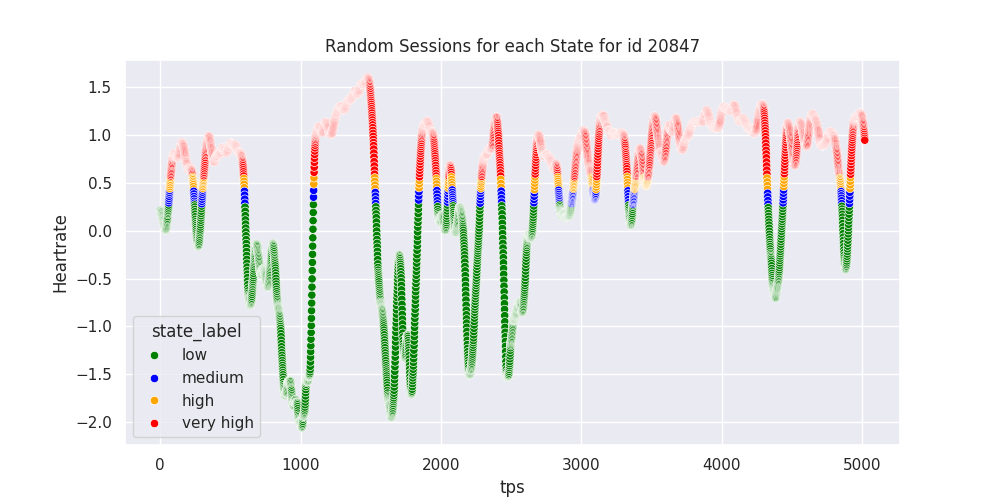 Random Sessions for each State for id 20847
Heartrate
1.5
1.0
0.5
0.0
−0.5
−1.0
−1.5
−2.0
state_label
low
medium
high
very high
0
1000
2000
3000
4000
5000
tps